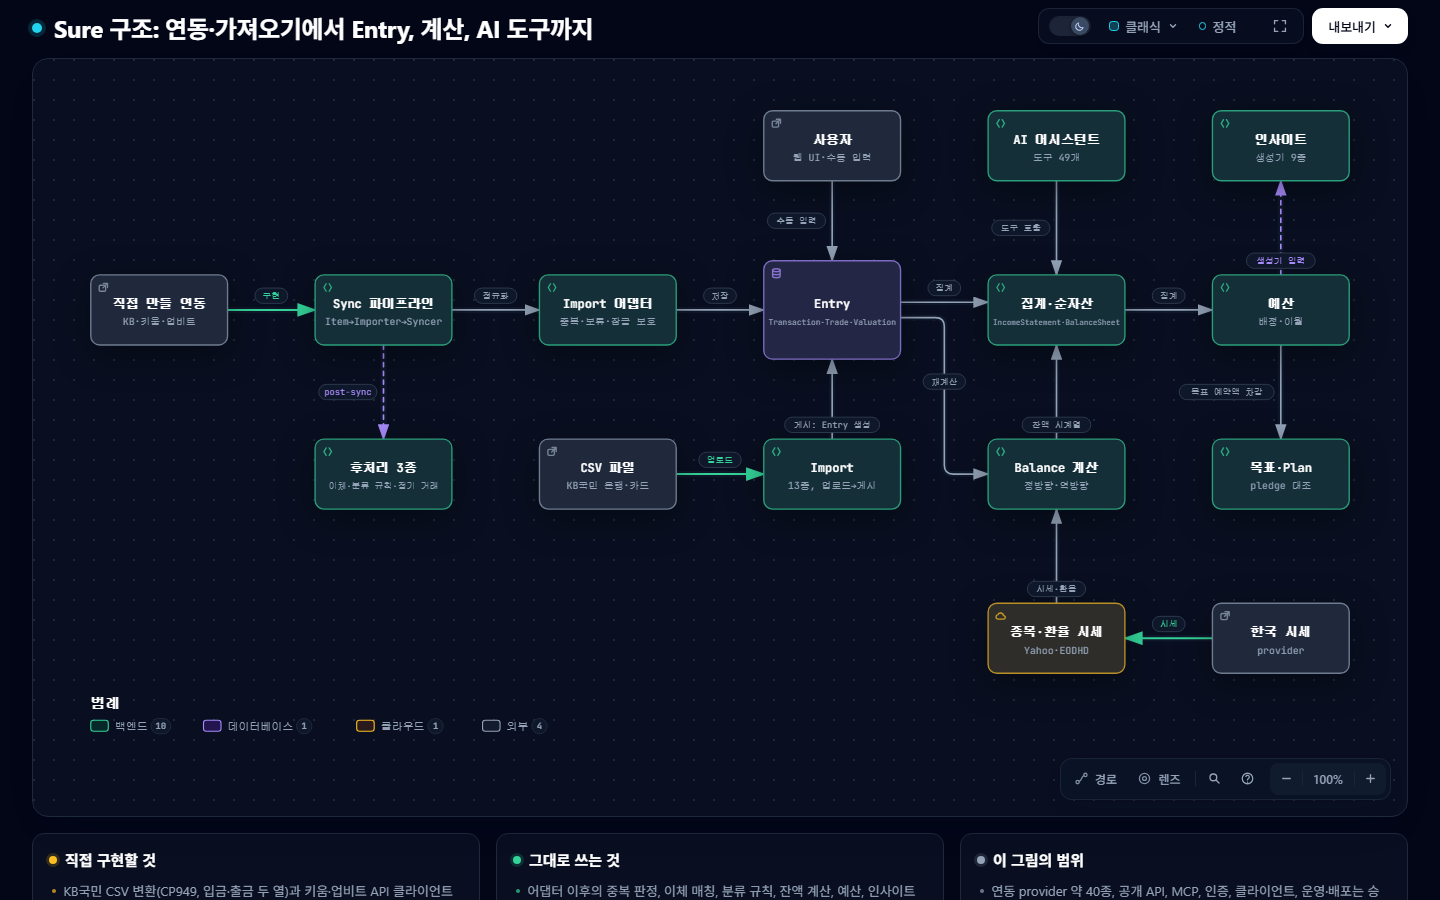 Sure 구조: 연동·가져오기에서 Entry, 계산, AI 도구까지
클래식
정적
내보내기
사용자
웹 UI·수동 입력
AI 어시스턴트
도구 49개
인사이트
생성기 9종
수동 입력
도구 호출
생성기 입력
직접 만들 연동
KB·키움·업비트
구현
Sync 파이프라인
Item→Importer→Syncer
정규화
Import 어댑터
중복·보류·잠금 보호
저장
Entry
Transaction·Trade·Valuation
집계
집계·순자산
IncomeStatement·BalanceSheet
집계
예산
배정·이월
post-sync
재계산
목표 예약액 차감
게시: Entry 생성
잔액 시계열
후처리 3종
이체·분류 규칙·정기 거래
CSV 파일
KB국민 은행·카드
업로드
Import
13종, 업로드→게시
Balance 계산
정방향·역방향
목표·Plan
pledge 대조
시세·환율
종목·환율 시세
Yahoo·EODHD
시세
한국 시세
provider
범례
백엔드 10
데이터베이스 1
클라우드 1
외부 4
경로
렌즈
100%
직접 구현할 것
KB국민 CSV 변환(CP949, 입금·출금 두 열)과 키움·업비트 API 클라이언트
그대로 쓰는 것
어댑터 이후의 중복 판정, 이체 매칭, 분류 규칙, 잔액 계산, 예산, 인사이트
이 그림의 범위
연동 provider 약 40종, 공개 API, MCP, 인증, 클라이언트, 운영·배포는 승